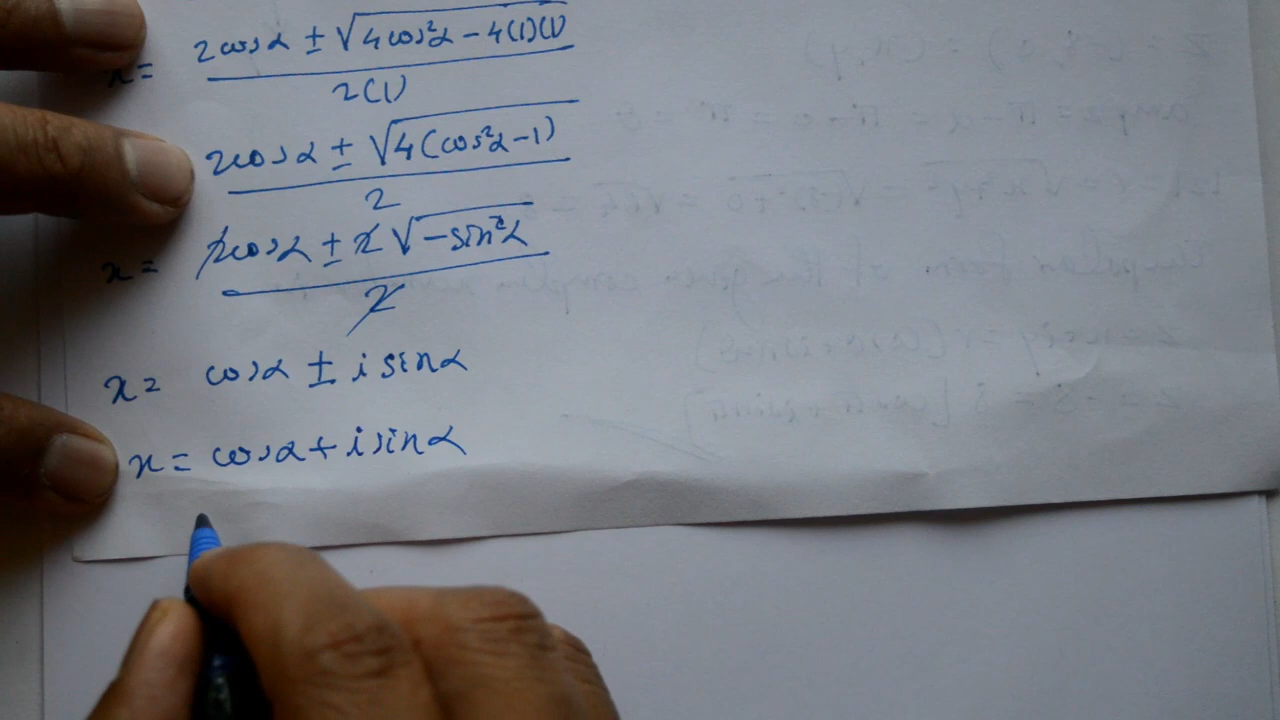 x = 2cosα ± √4cos²α - 4(1)(1)
2(1)
2cosα ± √4(cos²α - 1)
2
x = 2cosα ± 2√-sin²α
2
x = cosα ± i sinα
x = cosα + i sinα